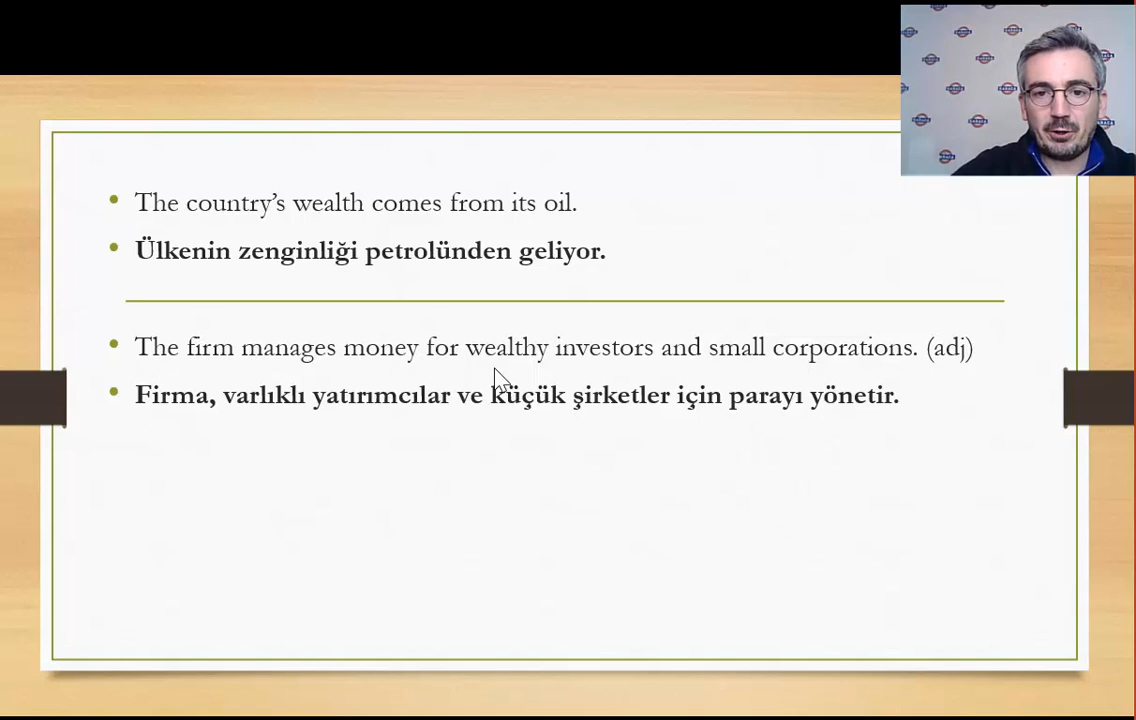 The country’s wealth comes from its oil.
Ülkenin zenginliği petrolünden geliyor.
The firm manages money for wealthy investors and small corporations. (adj)
Firma, varlıklı yatırımcılar ve küçük şirketler için parayı yönetir.